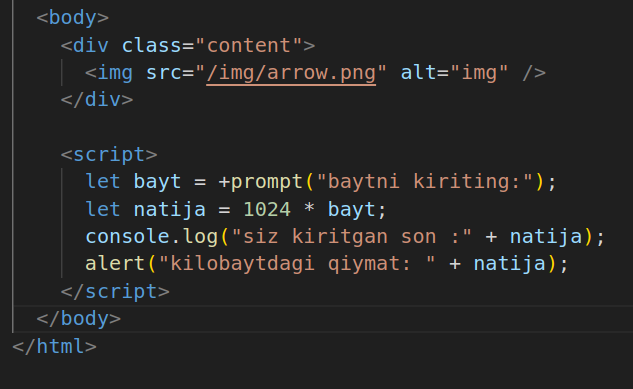 <body>
<div class="content">
<img src="/img/arrow.png" alt="img" />
</div>
<script>
let bayt = +prompt("baytni kiriting:");
let natija = 1024 * bayt;
console.log("siz kiritgan son :" + natija);
alert("kilobaytdagi qiymat: " + natija);
</script>
</body>
</html>